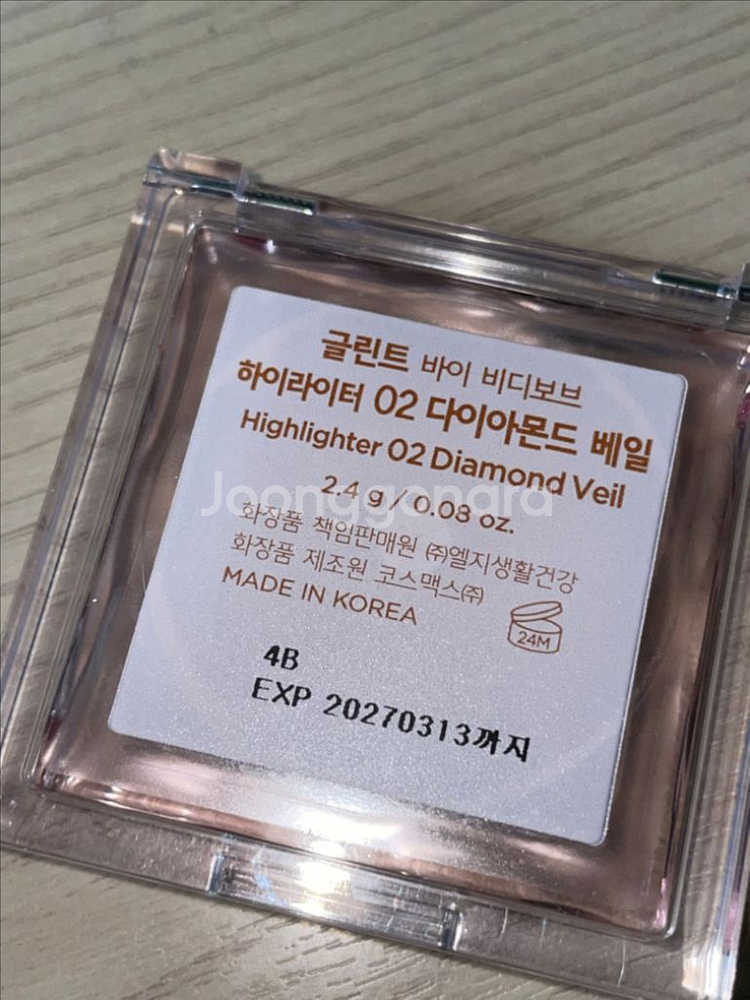 글린트 바이 비디보브
하이라이터 02 다이아몬드 베일
Highlighter 02 Diamond Veil
2.4 g / 0.08 oz.
Joonggonara
화장품 책임판매원 ㈜엘지생활건강
화장품 제조원 코스맥스㈜
MADE IN KOREA
24M
4B
EXP 20270313까지